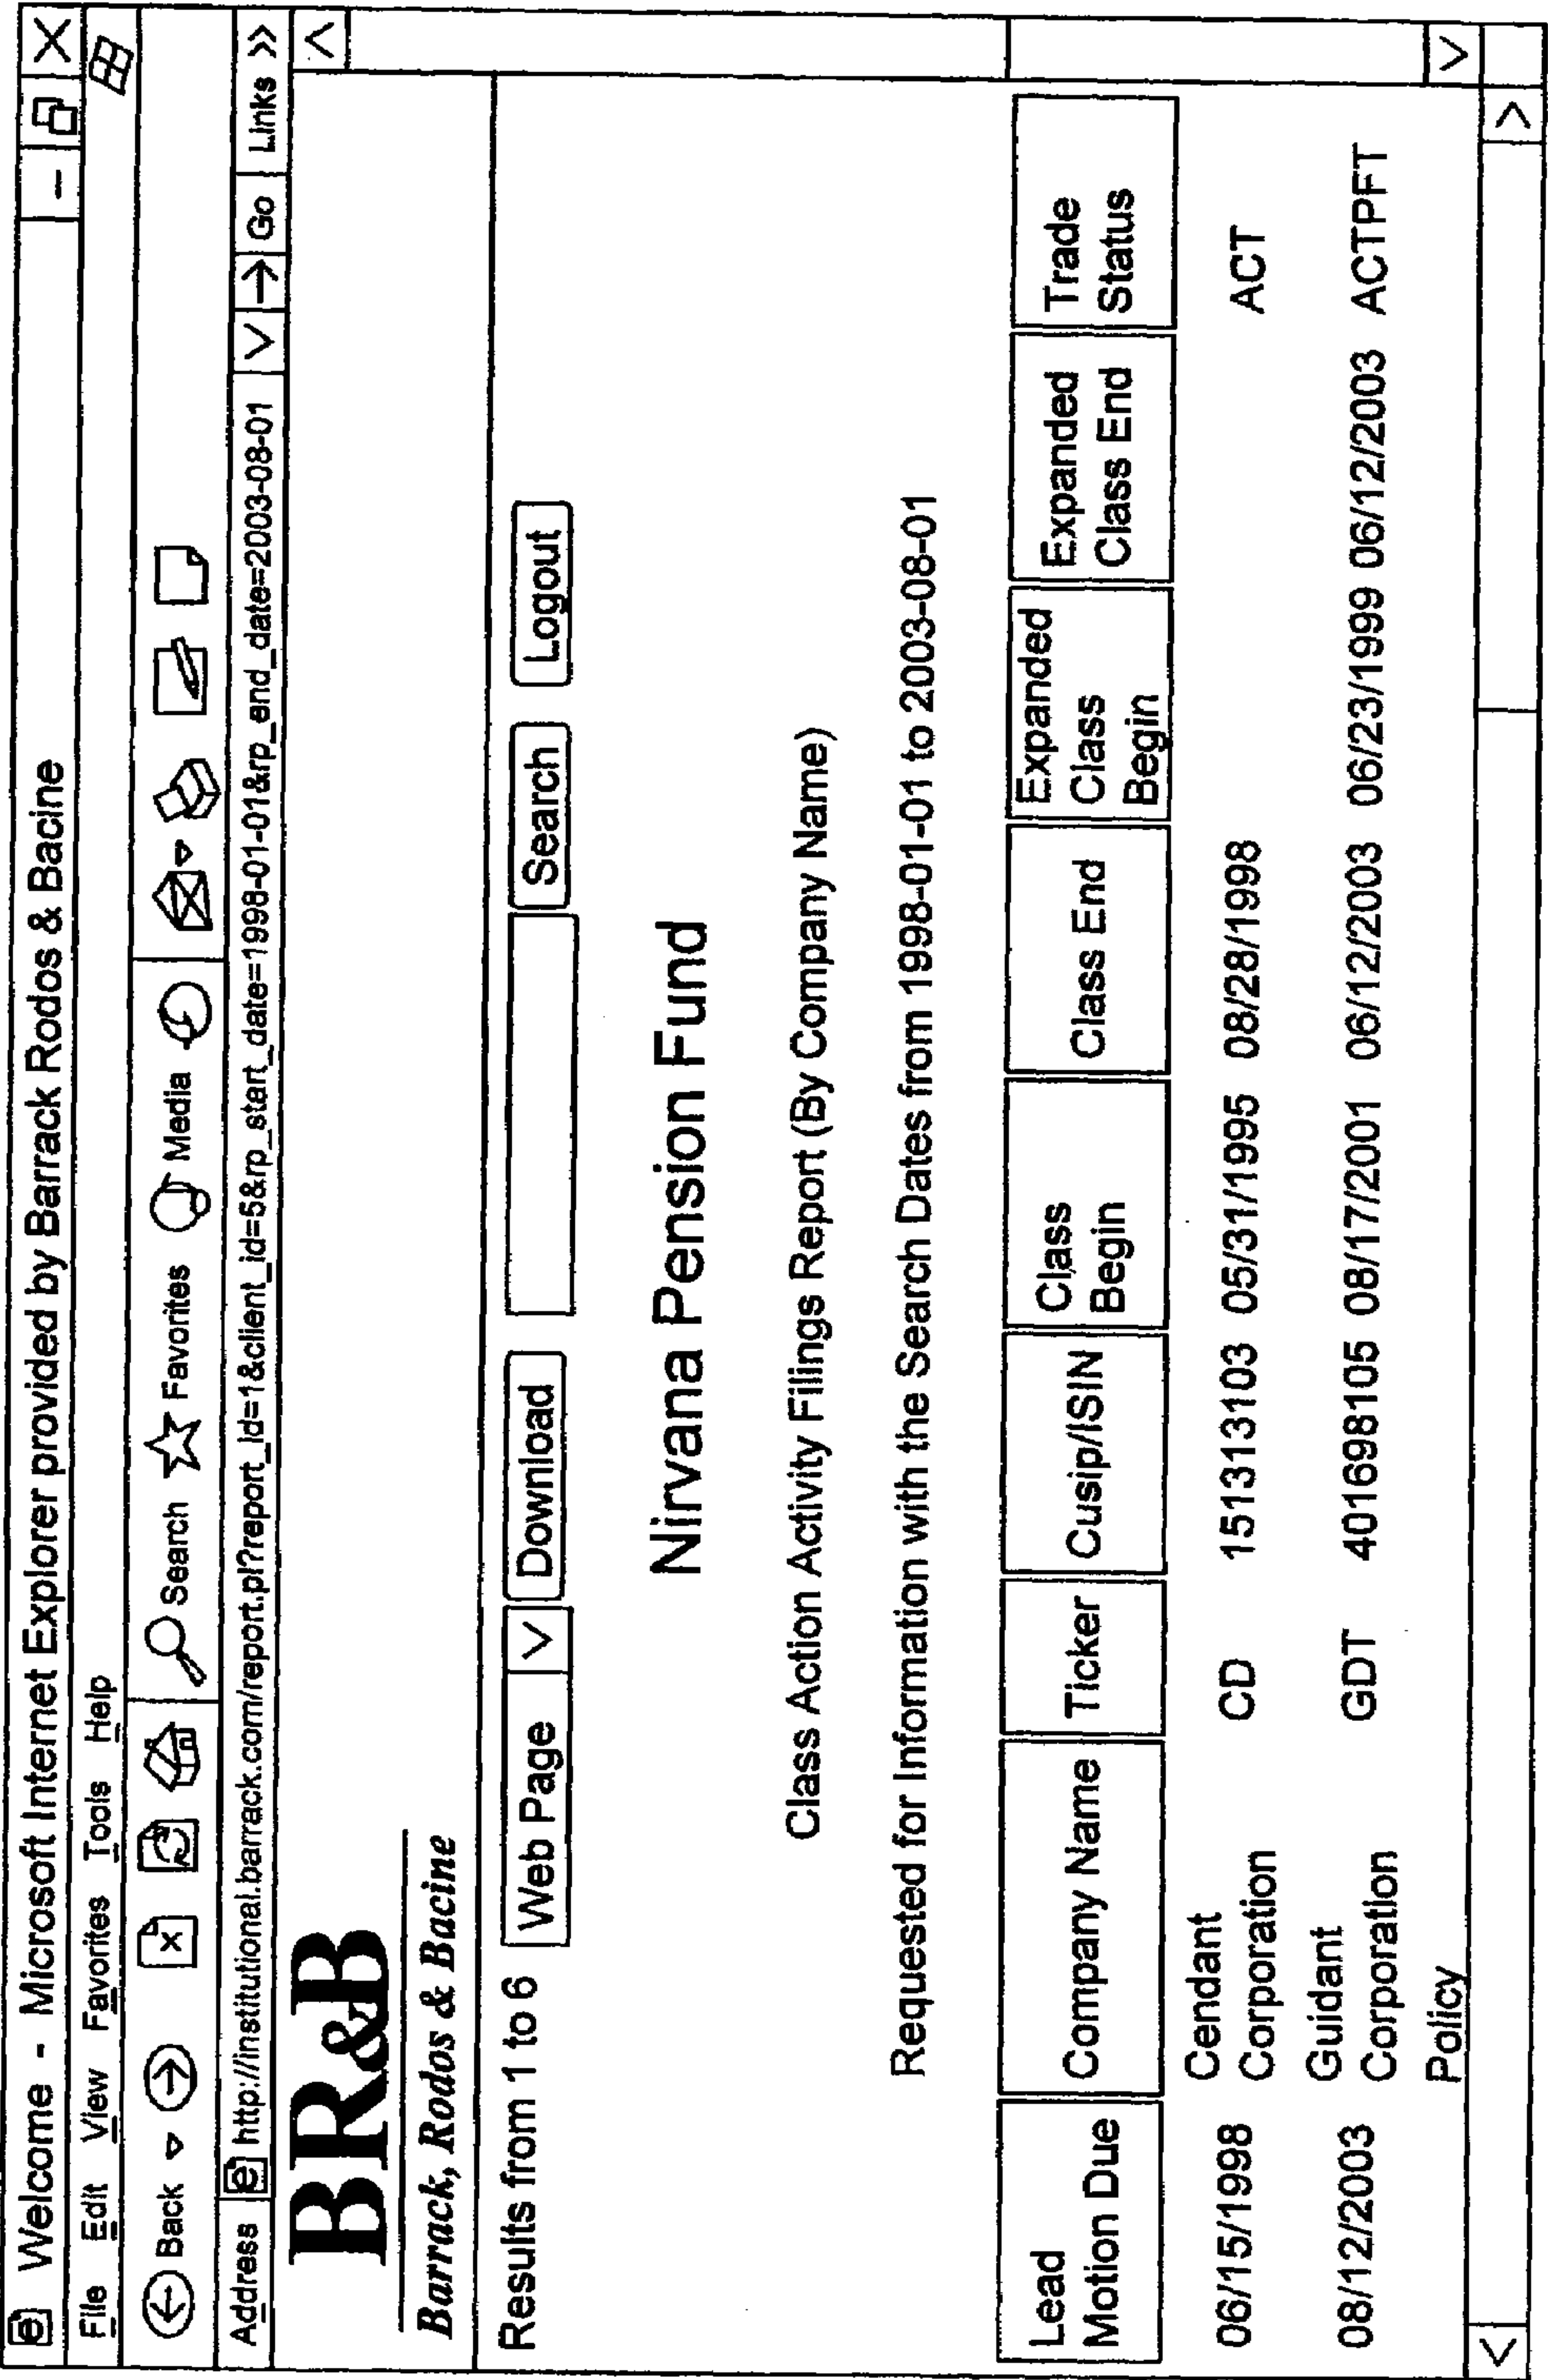 Welcome - Microsoft Internet Explorer provided by Barrack Rodos & Bacine
File Edit View Favorites Tools Help
Back Search Favorites Media
Address http://institutional.barrack.com/report.pl?report_id=1&client_id=5&rp_start_date=1998-01-01&rp_end_date=2003-08-01 Go Links >>
BR&B
Barrack, Rodos & Bacine
Results from 1 to 6 Web Page Download Search Logout
Nirvana Pension Fund
Class Action Activity Filings Report (By Company Name)
Requested for Information with the Search Dates from 1998-01-01 to 2003-08-01
Lead Motion Due Company Name Ticker Cusip/ISIN Class Begin Class End Expanded Class Begin Expanded Class End Trade Status
06/15/1998 Cendant Corporation CD 151313103 05/31/1995 08/28/1998 ACT
08/12/2003 Guidant Corporation GDT 401698105 08/17/2001 06/12/2003 06/23/1999 06/12/2003 ACTPFT
Policy